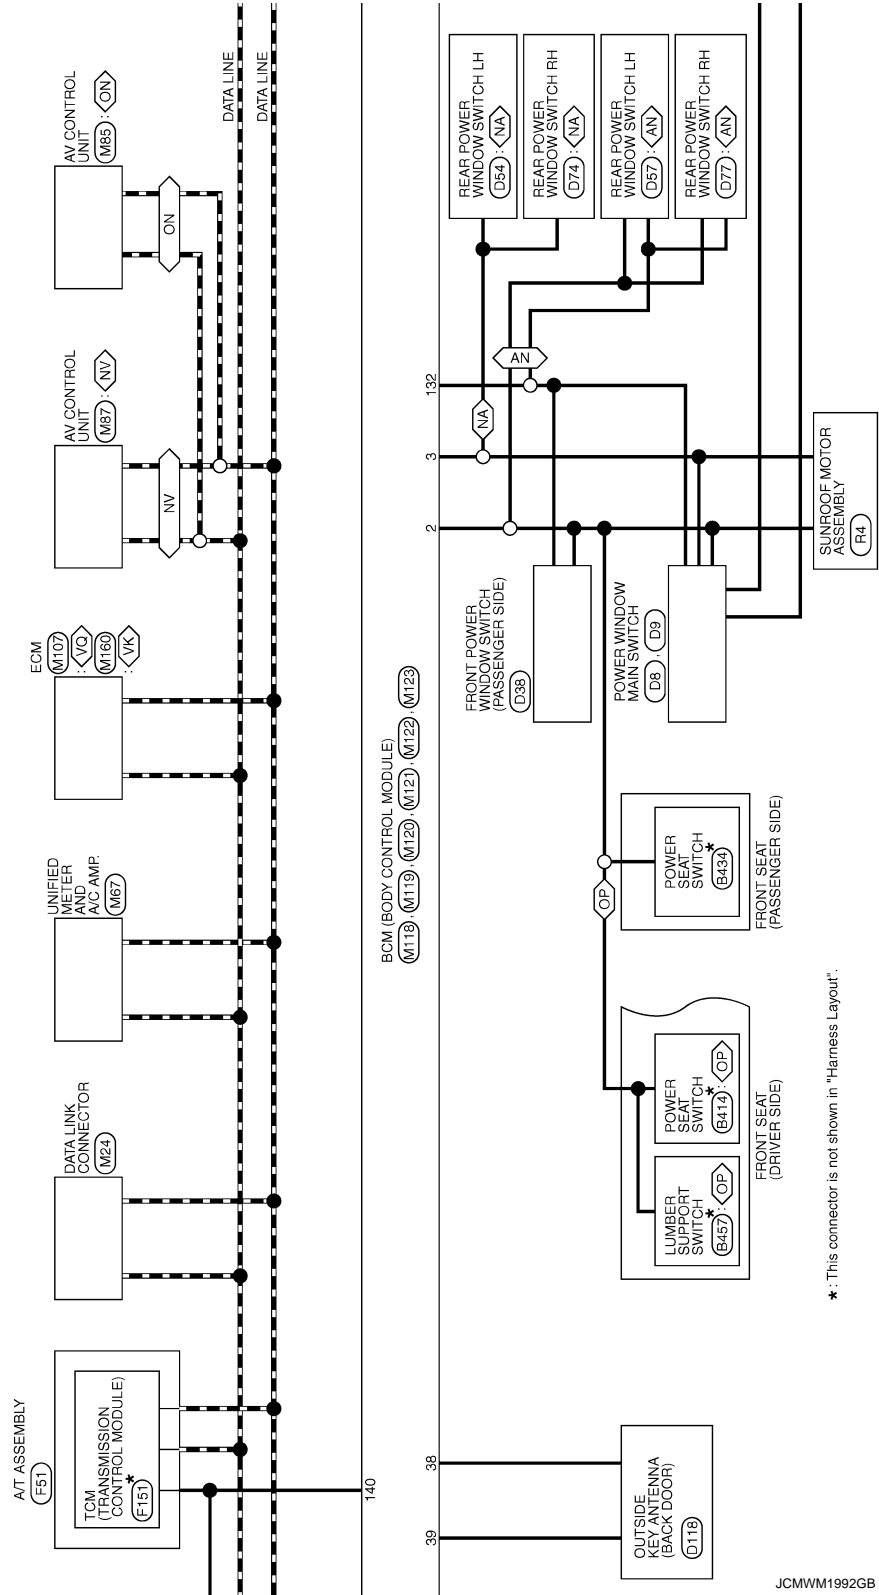 A/T ASSEMBLY
F51
TCM
(TRANSMISSION
CONTROL MODULE)
*
F151
DATA LINK
CONNECTOR
M24
UNIFIED
METER
AND
A/C AMP.
M67
ECM
M107
: VQ
M160
: VK
AV CONTROL
UNIT
M87 : NV
NV
AV CONTROL
UNIT
M85 : ON
ON
DATA LINE
DATA LINE
140
BCM (BODY CONTROL MODULE)
M118 , M119 , M120 , M121 , M122 , M123
39
38
2
3
132
OUTSIDE
KEY ANTENNA
(BACK DOOR)
D118
LUMBER
SUPPORT
SWITCH
*
B457 : OP
POWER
SEAT
SWITCH
*
B414 : OP
FRONT SEAT
(DRIVER SIDE)
OP
POWER
SEAT
SWITCH
*
B434
FRONT SEAT
(PASSENGER SIDE)
FRONT POWER
WINDOW SWITCH
(PASSENGER SIDE)
D38
POWER WINDOW
MAIN SWITCH
D8 , D9
NA
AN
REAR POWER
WINDOW SWITCH LH
D54 : NA
REAR POWER
WINDOW SWITCH RH
D74 : NA
REAR POWER
WINDOW SWITCH LH
D57 : AN
REAR POWER
WINDOW SWITCH RH
D77 : AN
SUNROOF MOTOR
ASSEMBLY
R4
* : This connector is not shown in "Harness Layout".
JCMWM1992GB